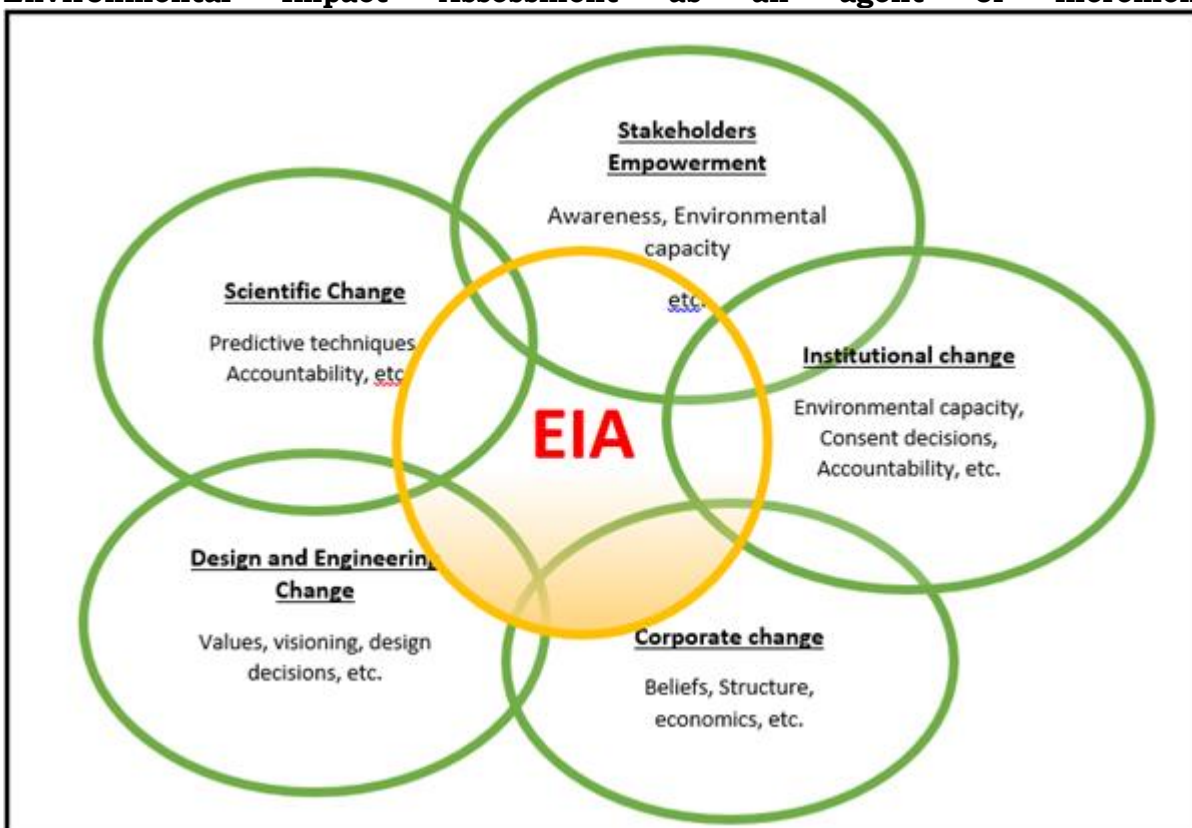 Environmental Impact Assessment as an agent of
Stakeholders
Empowerment
Awareness, Environmental
capacity
etc.
Scientific Change
Predictive techniques
Accountability, etc
Institutional change
Environmental capacity,
Consent decisions,
Accountability, etc.
EIA
Design and Engineering
Change
Values, visioning, design
decisions, etc.
Corporate change
Beliefs, Structure,
economics, etc.